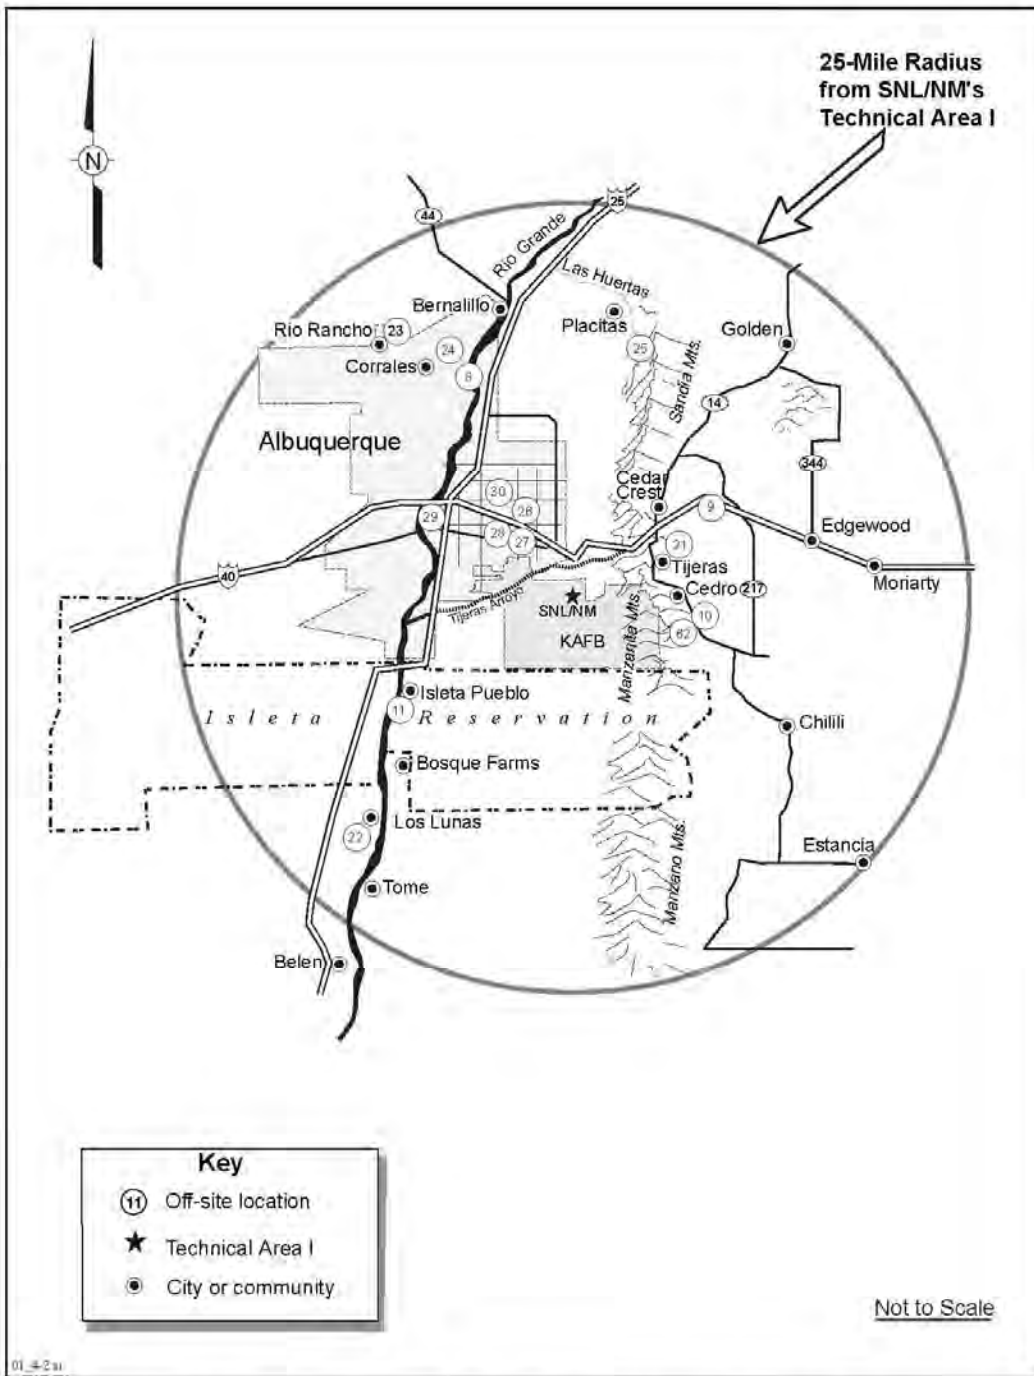 25-Mile Radius
from SNL/NM's
Technical Area I
N
25
44
Rio Grande
Las Huertas
Bernalillo
Placitas
Golden
Rio Rancho
23
Corrales
24
8
25
Sandia Mts.
14
Albuquerque
344
Cedar
Crest
30
26
9
29
28
27
Edgewood
21
Tijeras
Moriarty
40
Tijeras Arroyo
SNL/NM
Cedro
217
10
KAFB
62
Manzanita Mts.
Isleta Pueblo
11
Isleta Reservation
Chilili
Bosque Farms
Los Lunas
22
Estancia
Tome
Manzano Mts.
Belen
Key
11 Off-site location
Technical Area I
City or community
Not to Scale